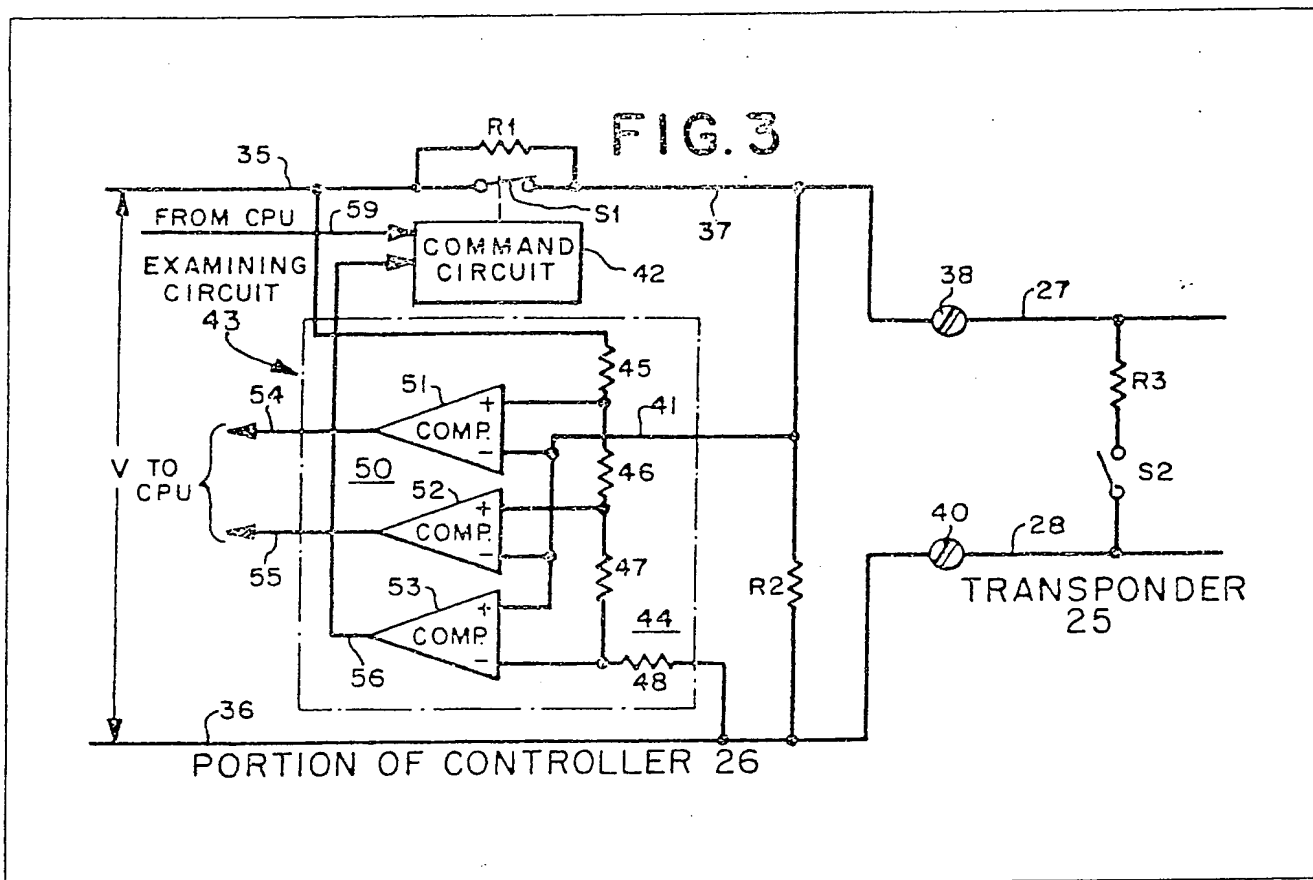 FIG. 3
R1
35
S1
37
FROM CPU
59
COMMAND
CIRCUIT
42
EXAMINING
CIRCUIT
43
38
27
45
51
+
COMP.
-
41
54
R3
V
TO
CPU
50
46
S2
52
+
COMP.
-
55
40
28
47
53
+
COMP.
-
R2
44
TRANSPONDER
25
56
48
36
PORTION OF CONTROLLER 26